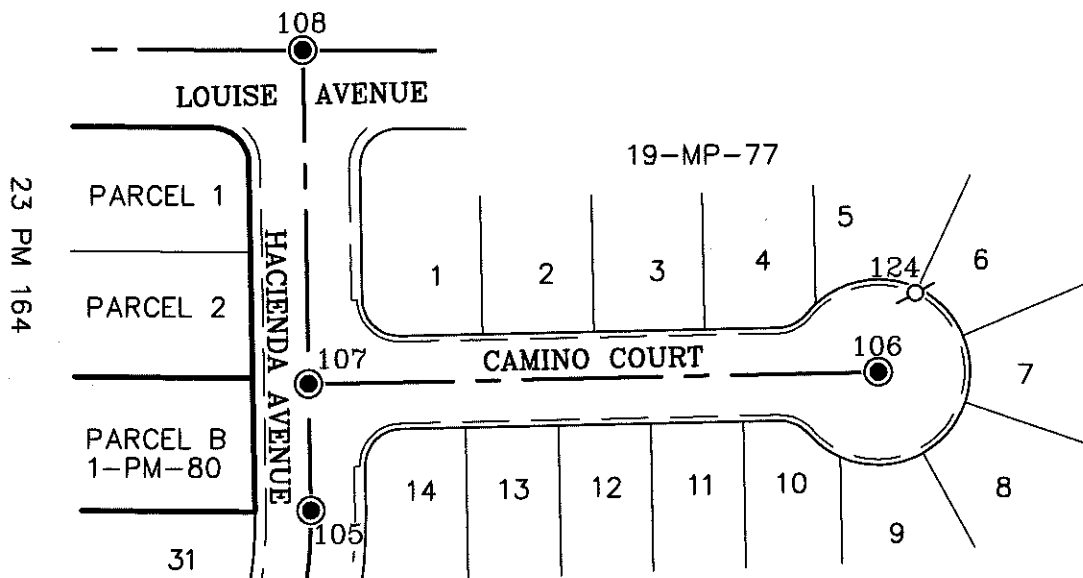 108
LOUISE AVENUE
19-MP-77
PARCEL 1
23 PM 164
HACIENDA AVENUE
PARCEL 2
1
2
3
4
5
124
6
107
CAMINO COURT
106
7
PARCEL B
1-PM-80
14
13
12
11
10
8
105
9
31